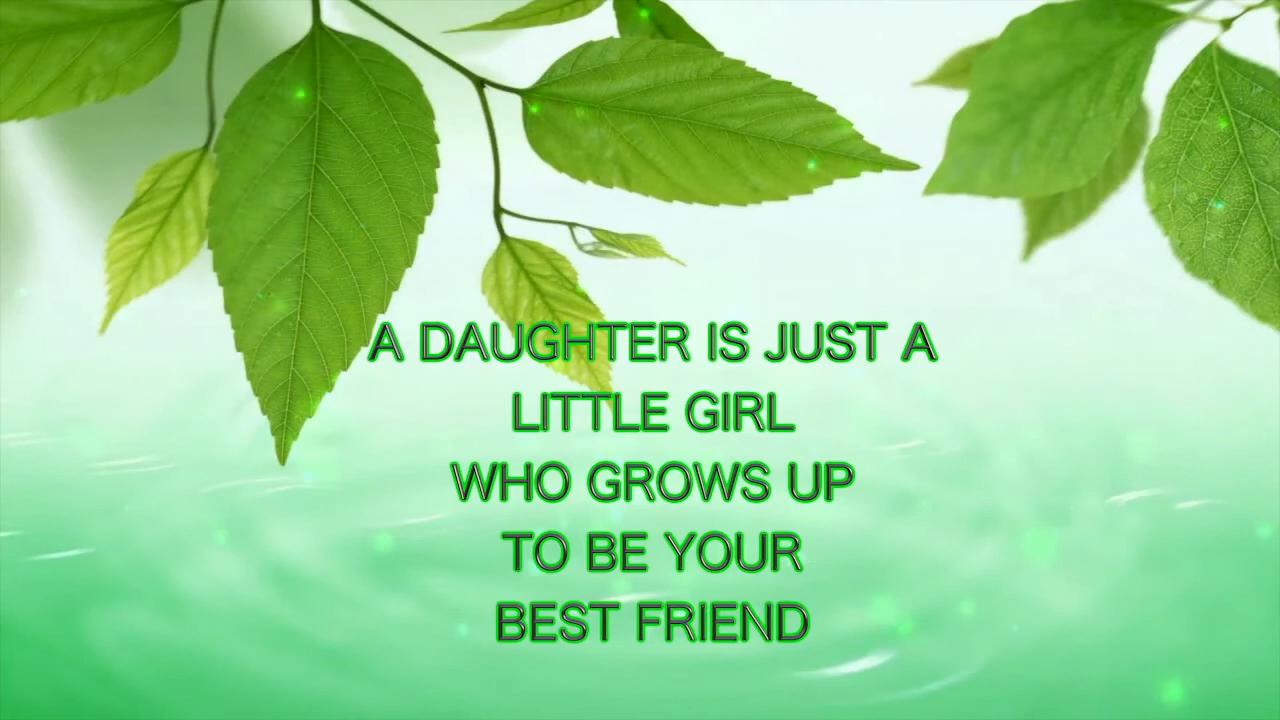 A DAUGHTER IS JUST A
LITTLE GIRL
WHO GROWS UP
TO BE YOUR
BEST FRIEND